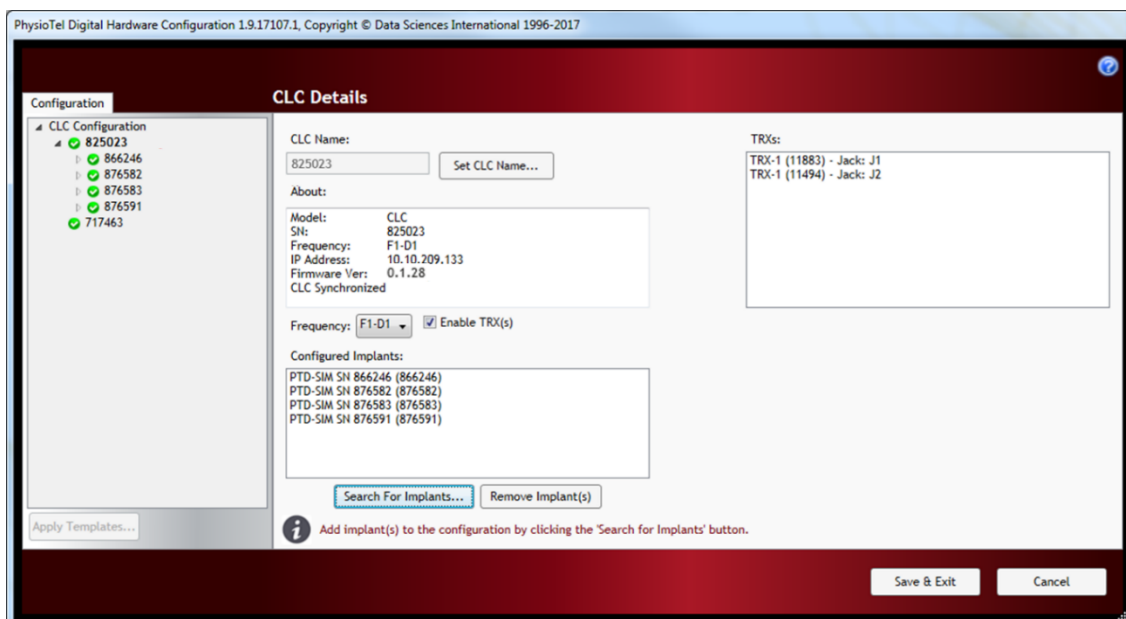 PhysioTel Digital Hardware Configuration 1.9.17107.1, Copyright © Data Sciences International 1996-2017
Configuration
CLC Configuration
825023
866246
876582
876583
876591
717463
Apply Templates...
CLC Details
CLC Name:
825023
Set CLC Name...
About:
Model: CLC
SN: 825023
Frequency: F1-D1
IP Address: 10.10.209.133
Firmware Ver: 0.1.28
CLC Synchronized
Frequency: F1-D1 Enable TRX(s)
Configured Implants:
PTD-SIM SN 866246 (866246)
PTD-SIM SN 876582 (876582)
PTD-SIM SN 876583 (876583)
PTD-SIM SN 876591 (876591)
Search For Implants... Remove Implant(s)
Add implant(s) to the configuration by clicking the 'Search for Implants' button.
TRXs:
TRX-1 (11883) - Jack: J1
TRX-1 (11494) - Jack: J2
Save & Exit Cancel